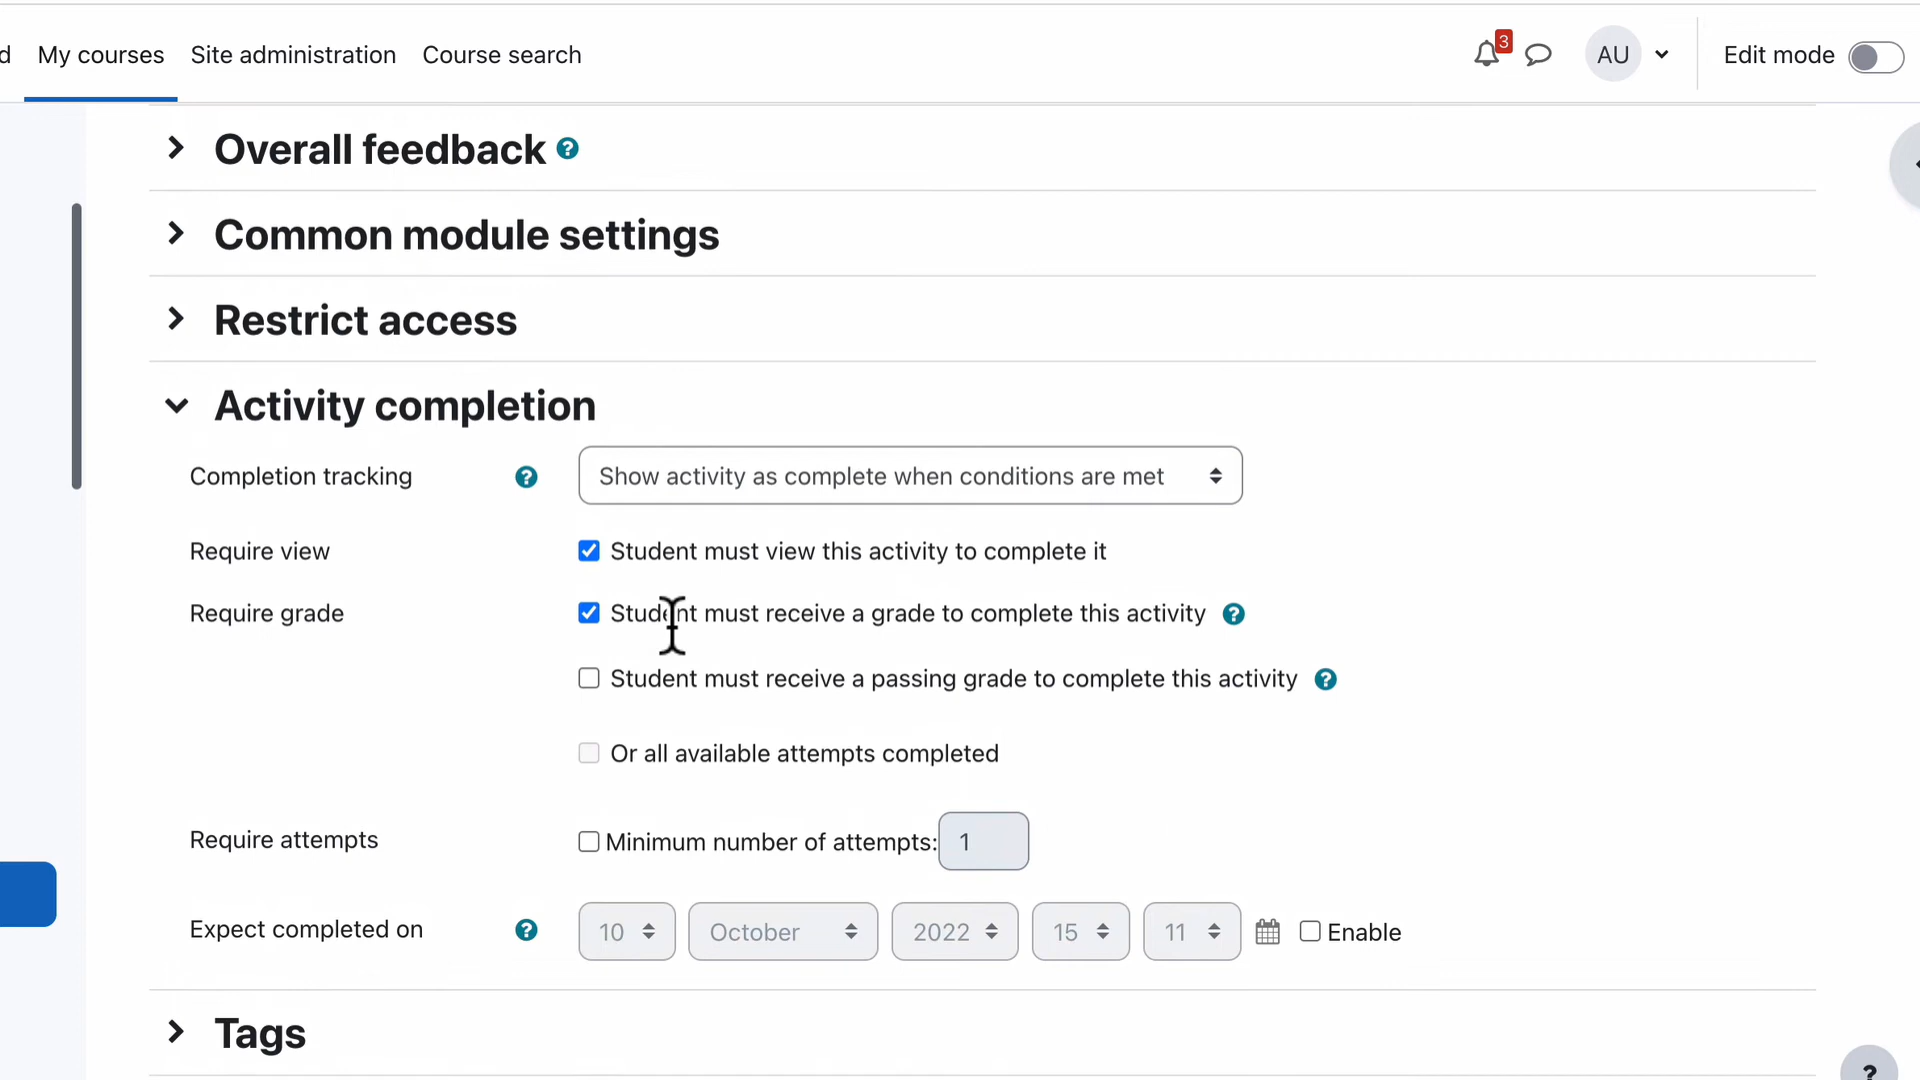 d My courses Site administration Course search 3 AU Edit mode
Overall feedback ?
Common module settings
Restrict access
Activity completion
Completion tracking ? Show activity as complete when conditions are met
Require view Student must view this activity to complete it
Require grade Student must receive a grade to complete this activity ?
Student must receive a passing grade to complete this activity ?
Or all available attempts completed
Require attempts Minimum number of attempts: 1
Expect completed on ? 10 October 2022 15 11 Enable
Tags
?